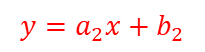 y = a₂x + b₂